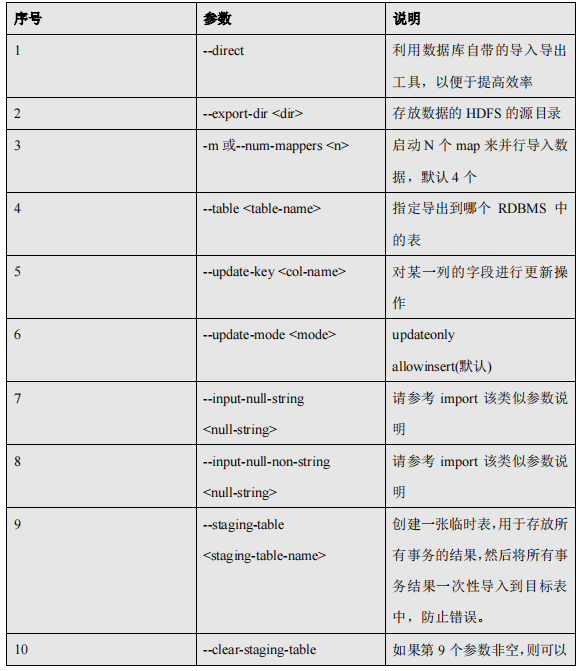 序号 参数 说明
1 --direct 利用数据库自带的导入导出
工具，以便于提高效率
2 --export-dir <dir> 存放数据的 HDFS 的源目录
3 -m 或--num-mappers <n> 启动 N 个 map 来并行导入数
据，默认 4 个
4 --table <table-name> 指定导出到哪个 RDBMS 中
的表
5 --update-key <col-name> 对某一列的字段进行更新操
作
6 --update-mode <mode> updateonly
allowinsert(默认)
7 --input-null-string 请参考 import 该类似参数说
<null-string> 明
8 --input-null-non-string 请参考 import 该类似参数说
<null-string> 明
9 --staging-table 创建一张临时表，用于存放所
<staging-table-name> 有事务的结果，然后将所有事
务结果一次性导入到目标表
中，防止错误。
10 --clear-staging-table 如果第 9 个参数非空，则可以